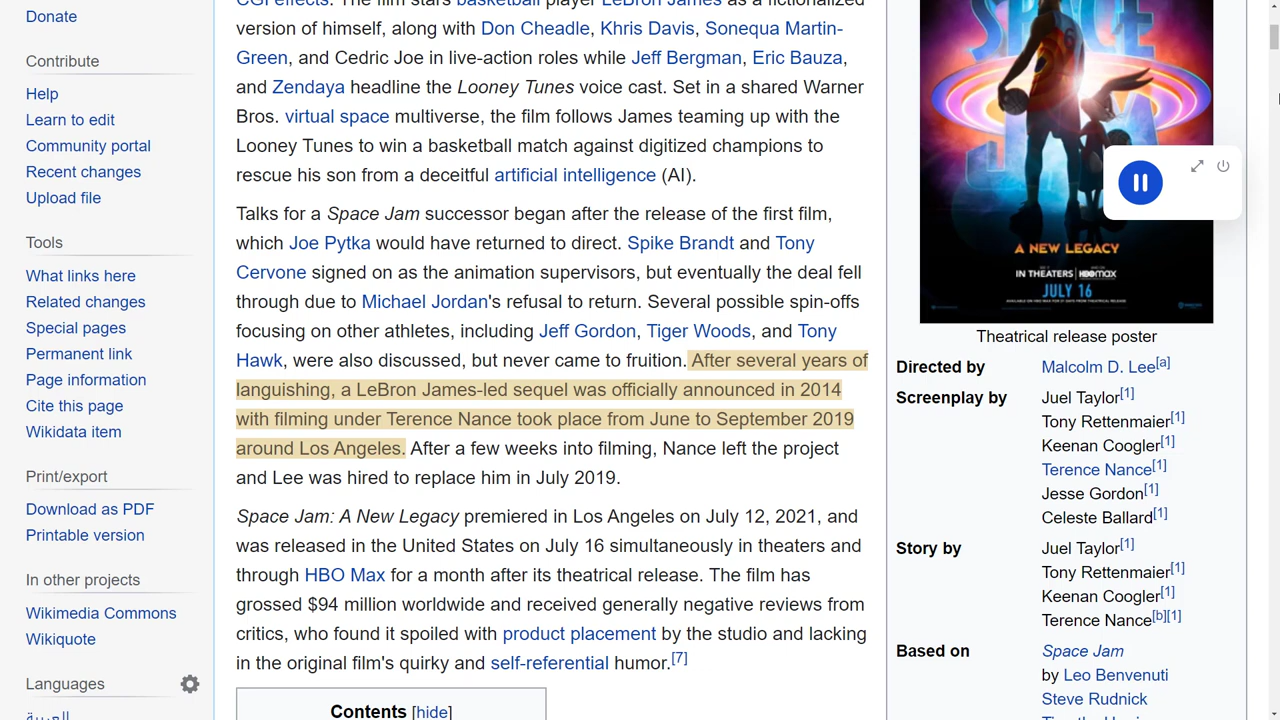 Donate
Contribute
Help
Learn to edit
Community portal
Recent changes
Upload file
Tools
What links here
Related changes
Special pages
Permanent link
Page information
Cite this page
Wikidata item
Print/export
Download as PDF
Printable version
In other projects
Wikimedia Commons
Wikiquote
Languages
العربية
CGI effects. The film stars basketball player LeBron James as a fictionalized
version of himself, along with Don Cheadle, Khris Davis, Sonequa Martin-
Green, and Cedric Joe in live-action roles while Jeff Bergman, Eric Bauza,
and Zendaya headline the Looney Tunes voice cast. Set in a shared Warner
Bros. virtual space multiverse, the film follows James teaming up with the
Looney Tunes to win a basketball match against digitized champions to
rescue his son from a deceitful artificial intelligence (AI).
Talks for a Space Jam successor began after the release of the first film,
which Joe Pytka would have returned to direct. Spike Brandt and Tony
Cervone signed on as the animation supervisors, but eventually the deal fell
through due to Michael Jordan's refusal to return. Several possible spin-offs
focusing on other athletes, including Jeff Gordon, Tiger Woods, and Tony
Hawk, were also discussed, but never came to fruition. After several years of
languishing, a LeBron James-led sequel was officially announced in 2014
with filming under Terence Nance took place from June to September 2019
around Los Angeles. After a few weeks into filming, Nance left the project
and Lee was hired to replace him in July 2019.
Space Jam: A New Legacy premiered in Los Angeles on July 12, 2021, and
was released in the United States on July 16 simultaneously in theaters and
through HBO Max for a month after its theatrical release. The film has
grossed $94 million worldwide and received generally negative reviews from
critics, who found it spoiled with product placement by the studio and lacking
in the original film's quirky and self-referential humor.[7]
Contents [hide]
SPACE
JAM
A NEW LEGACY
IN THEATERS HBOMAX
JULY 16
Theatrical release poster
Directed by Malcolm D. Lee[a]
Screenplay by Juel Taylor[1]
Tony Rettenmaier[1]
Keenan Coogler[1]
Terence Nance[1]
Jesse Gordon[1]
Celeste Ballard[1]
Story by Juel Taylor[1]
Tony Rettenmaier[1]
Keenan Coogler[1]
Terence Nance[b][1]
Based on Space Jam
by Leo Benvenuti
Steve Rudnick